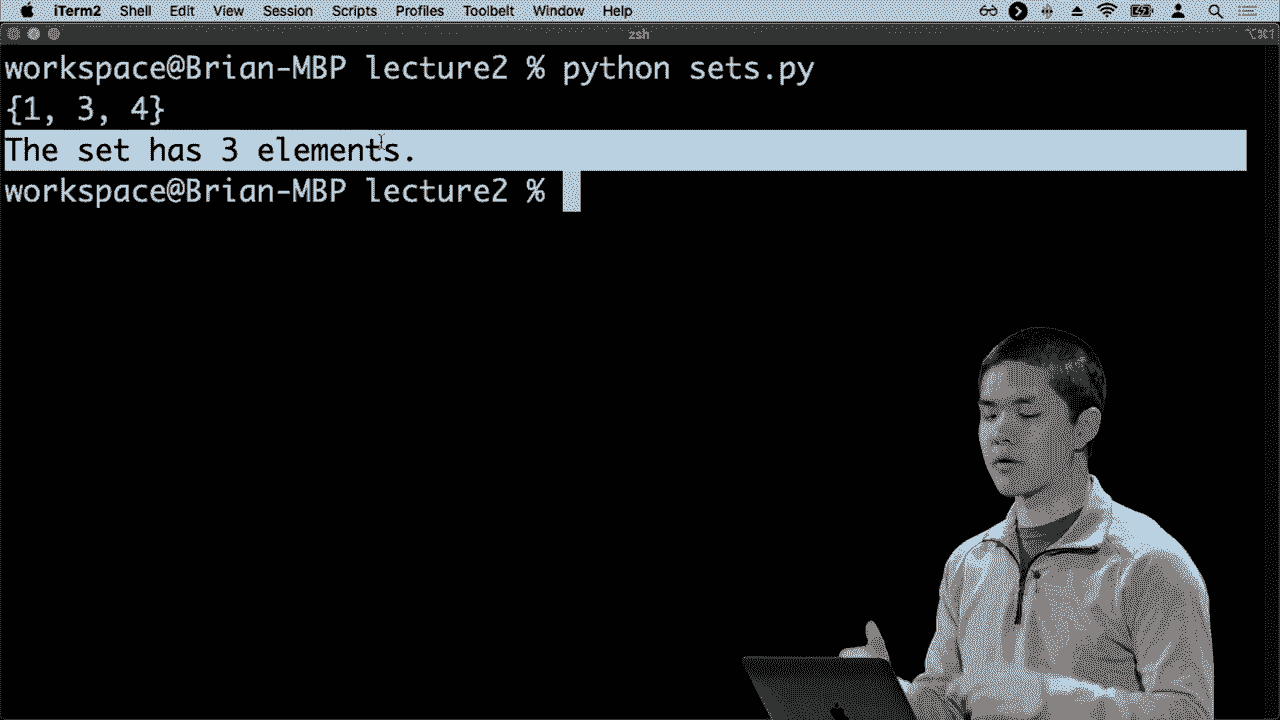 iTerm2 Shell Edit View Session Scripts Profiles Toolbelt Window Help
zsh ⌥⌘1
workspace@Brian-MBP lecture2 % python sets.py
{1, 3, 4}
The set has 3 elements.
workspace@Brian-MBP lecture2 %